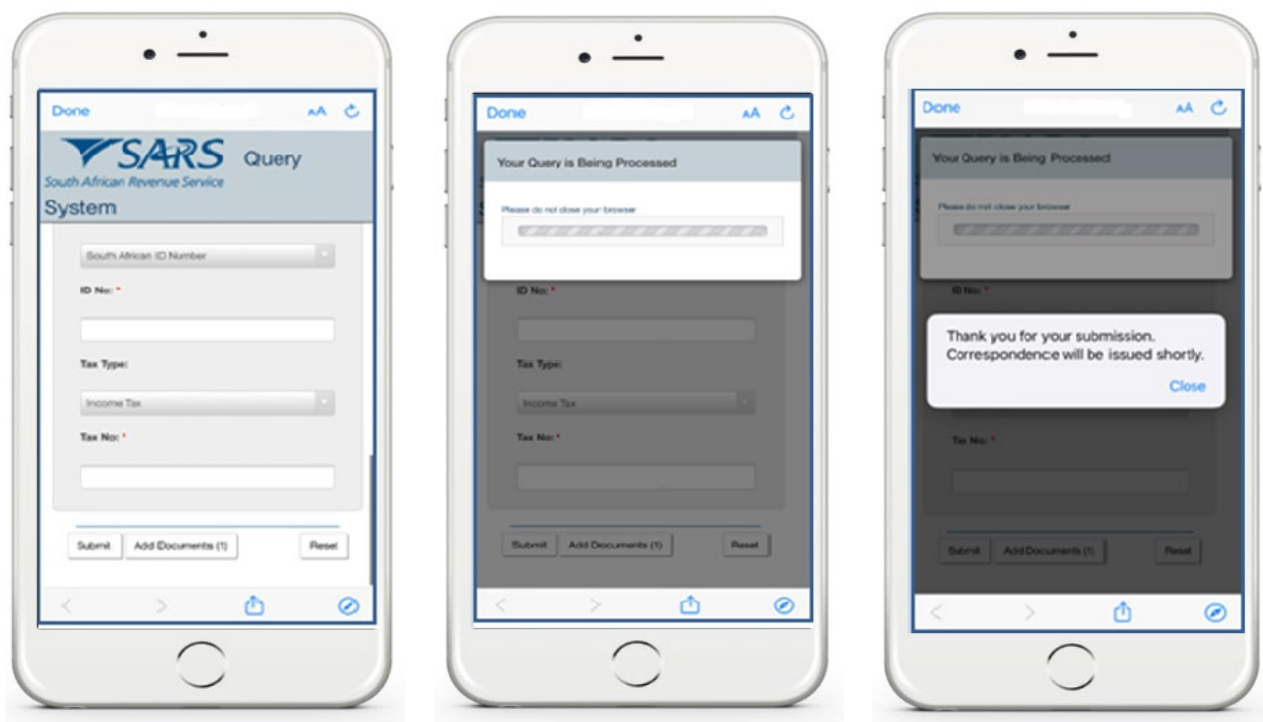 Done AA
SARS Query
South African Revenue Service
System
South African ID Number
ID No: *
Tax Type:
Income Tax
Tax No: *
Submit Add Documents (1) Reset
Done AA
Your Query is Being Processed
Please do not close your browser
ID No: *
Tax Type:
Income Tax
Tax No: *
Submit Add Documents (1) Reset
Done AA
Your Query is Being Processed
Please do not close your browser
ID No: *
Thank you for your submission.
Correspondence will be issued shortly.
Close
Tax No: *
Submit Add Documents (1) Reset